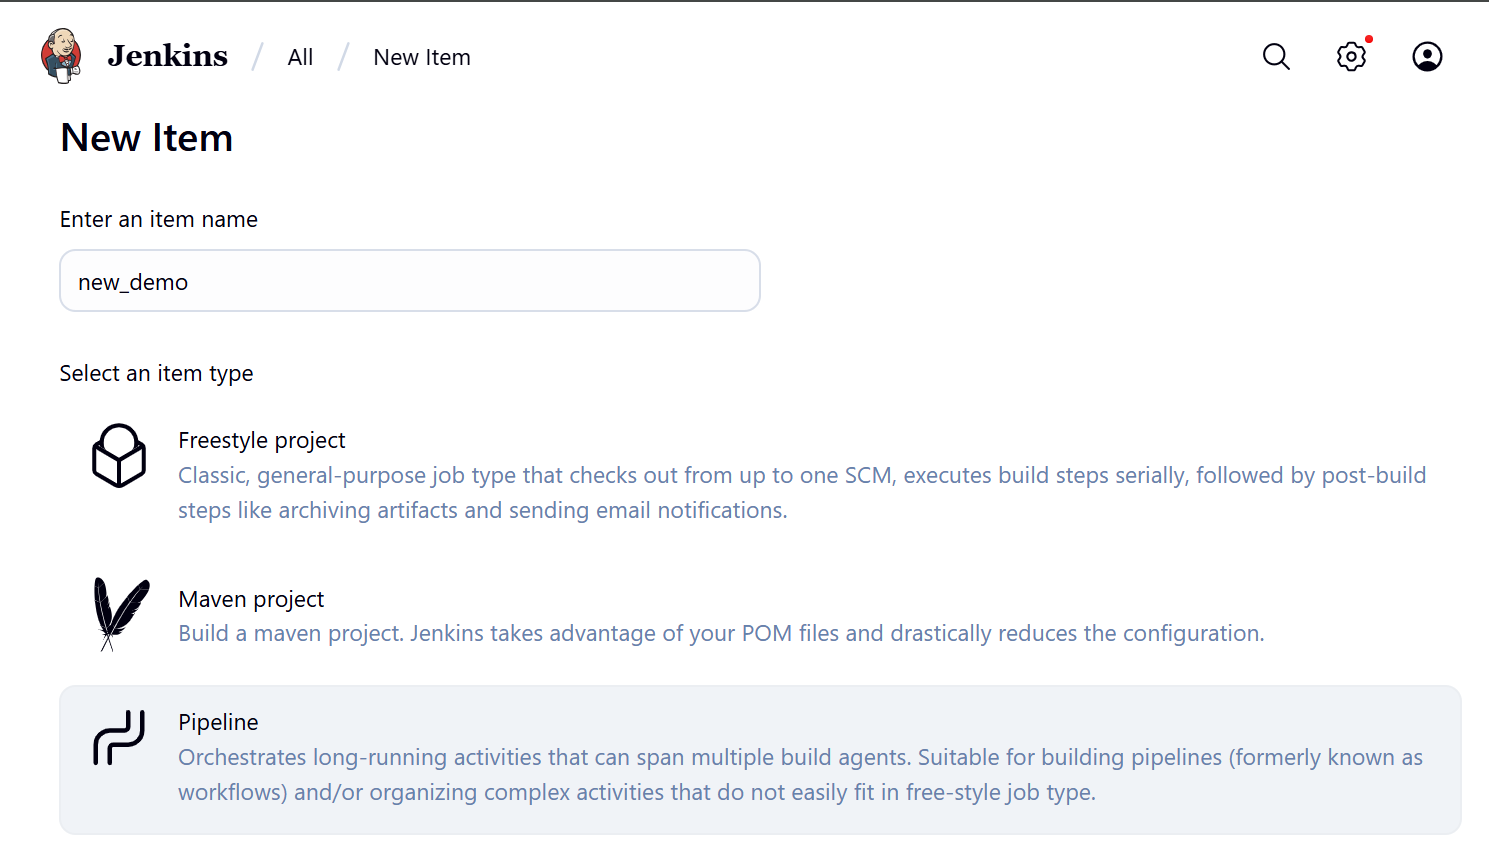 Jenkins / All / New Item
New Item
Enter an item name
new_demo
Select an item type
Freestyle project
Classic, general-purpose job type that checks out from up to one SCM, executes build steps serially, followed by post-build
steps like archiving artifacts and sending email notifications.
Maven project
Build a maven project. Jenkins takes advantage of your POM files and drastically reduces the configuration.
Pipeline
Orchestrates long-running activities that can span multiple build agents. Suitable for building pipelines (formerly known as
workflows) and/or organizing complex activities that do not easily fit in free-style job type.